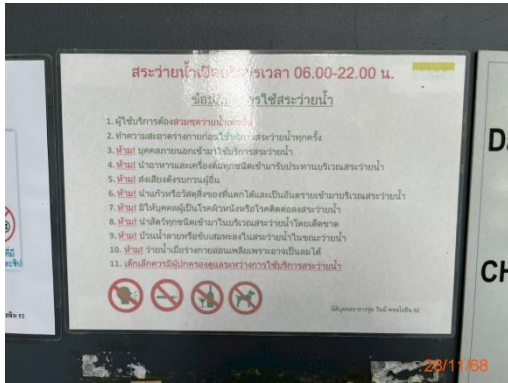 สระว่ายน้ำเปิดบริการเวลา 06.00-22.00 น.
ข้อปฏิบัติการใช้สระว่ายน้ำ
1. ผู้ใช้บริการต้องสวมชุดว่ายน้ำเท่านั้น
2. ทำความสะอาดร่างกายก่อนใช้บริการสระว่ายน้ำทุกครั้ง
3. ห้าม! บุคคลภายนอกเข้ามาใช้บริการสระว่ายน้ำ
4. ห้าม! นำอาหารและเครื่องดื่มทุกชนิดเข้ามารับประทานบริเวณสระว่ายน้ำ
5. ห้าม! ส่งเสียงดังรบกวนผู้อื่น
6. ห้าม! นำแก้วหรือวัสดุสิ่งของที่แตกได้และเป็นอันตรายเข้ามาบริเวณสระว่ายน้ำ
7. ห้าม! มิให้บุคคลผู้เป็นโรคผิวหนังหรือโรคติดต่อลงสระว่ายน้ำ
8. ห้าม! นำสัตว์ทุกชนิดเข้ามาในบริเวณสระว่ายน้ำโดยเด็ดขาด
9. ห้าม! บ้วนน้ำลายหรือขับเสมหะลงในสระว่ายน้ำในขณะว่ายน้ำ
10. ห้าม! ว่ายน้ำเมื่อร่างกายอ่อนเพลียเพราะอาจเป็นลมได้
11. เด็กเล็กควรมีผู้ปกครองดูแลระหว่างการใช้บริการสระว่ายน้ำ
นิติบุคคลอาคารชุด วันน์ พหลโยธิน 52
CH
28/11/68